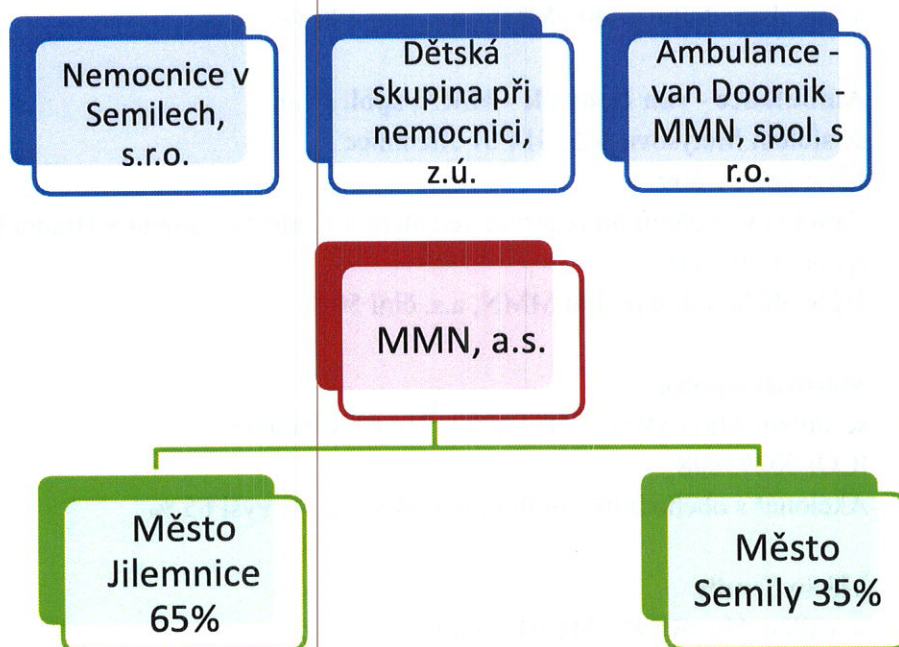 Nemocnice v
Semilech,
s.r.o.
Dětská
skupina při
nemocnici,
z.ú.
Ambulance -
van Doornik -
MMN, spol. s
r.o.
MMN, a.s.
Město
Jilemnice
65%
Město
Semily 35%